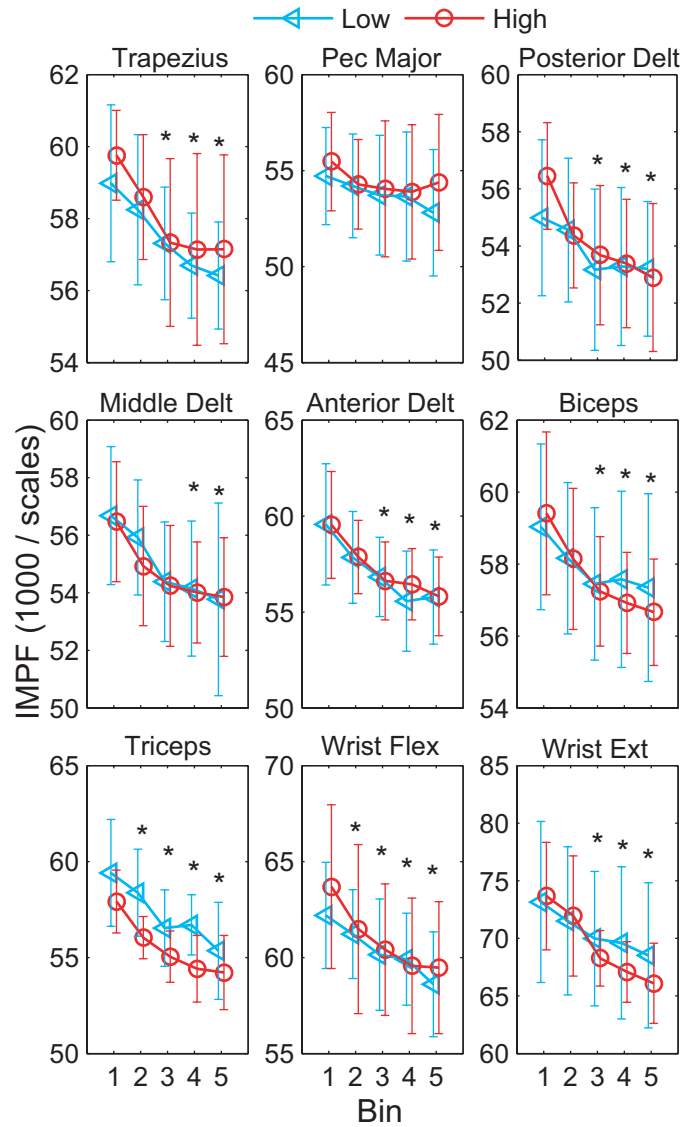 Low High
Trapezius Pec Major Posterior Delt
62 60 60
60 * * * 58 * * *
55 56
58 54
50
56 52
54 45 50
Middle Delt Anterior Delt Biceps
60 65 62
58 * * 60 * * *
60 * * *
56 58
54 55 56
52
50 50 54
Triceps Wrist Flex Wrist Ext
65 70 85
* * * * * * * * 80 * * *
60 65 75
70
55 60 65
50 55 60
1 2 3 4 5 1 2 3 4 5 1 2 3 4 5
Bin
IMPF (1000 / scales)